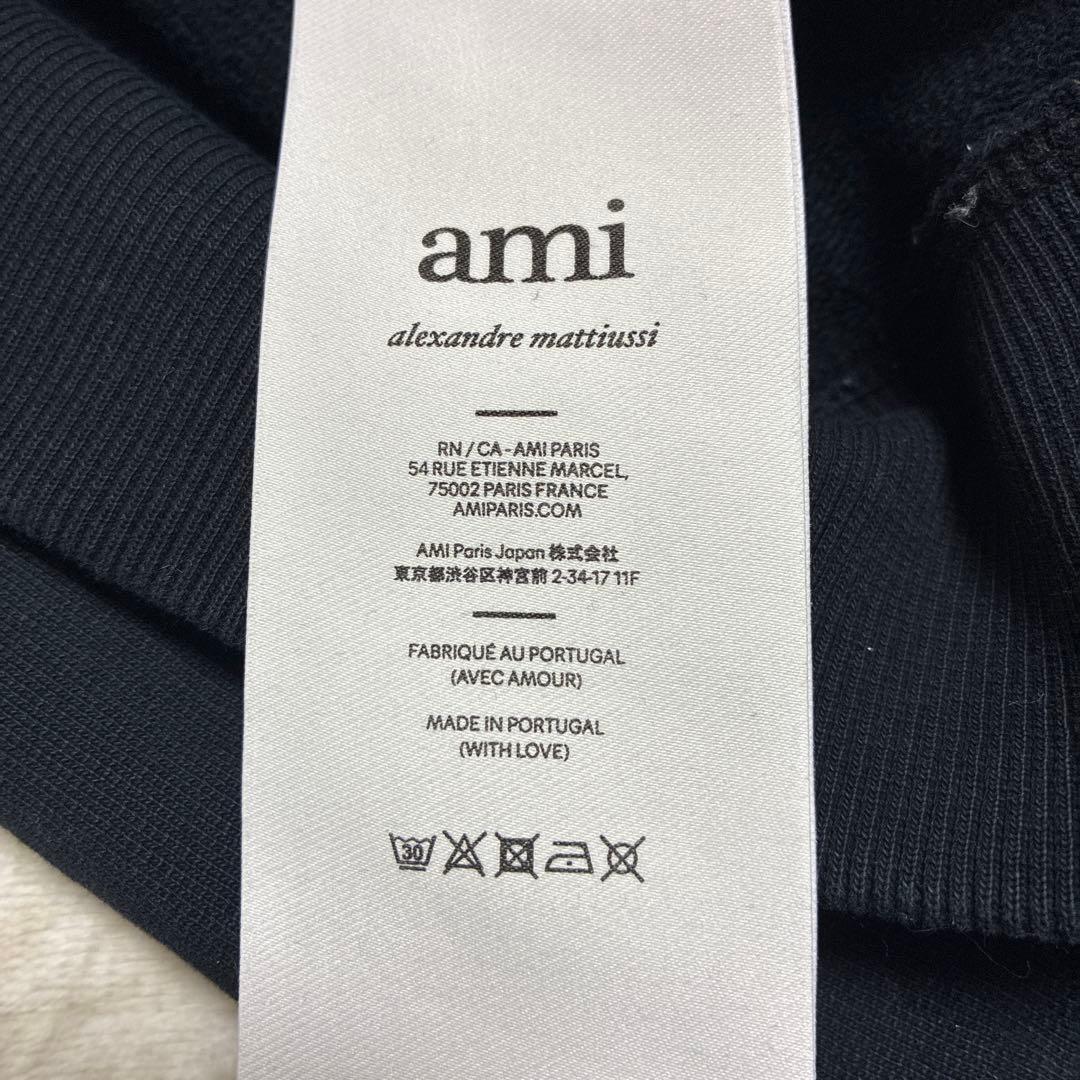 ami
alexandre mattiussi
RN / CA - AMI PARIS
54 RUE ETIENNE MARCEL,
75002 PARIS FRANCE
AMIPARIS.COM
AMI Paris Japan 株式会社
東京都渋谷区神宮前 2-34-17 11F
FABRIQUÉ AU PORTUGAL
(AVEC AMOUR)
MADE IN PORTUGAL
(WITH LOVE)
30